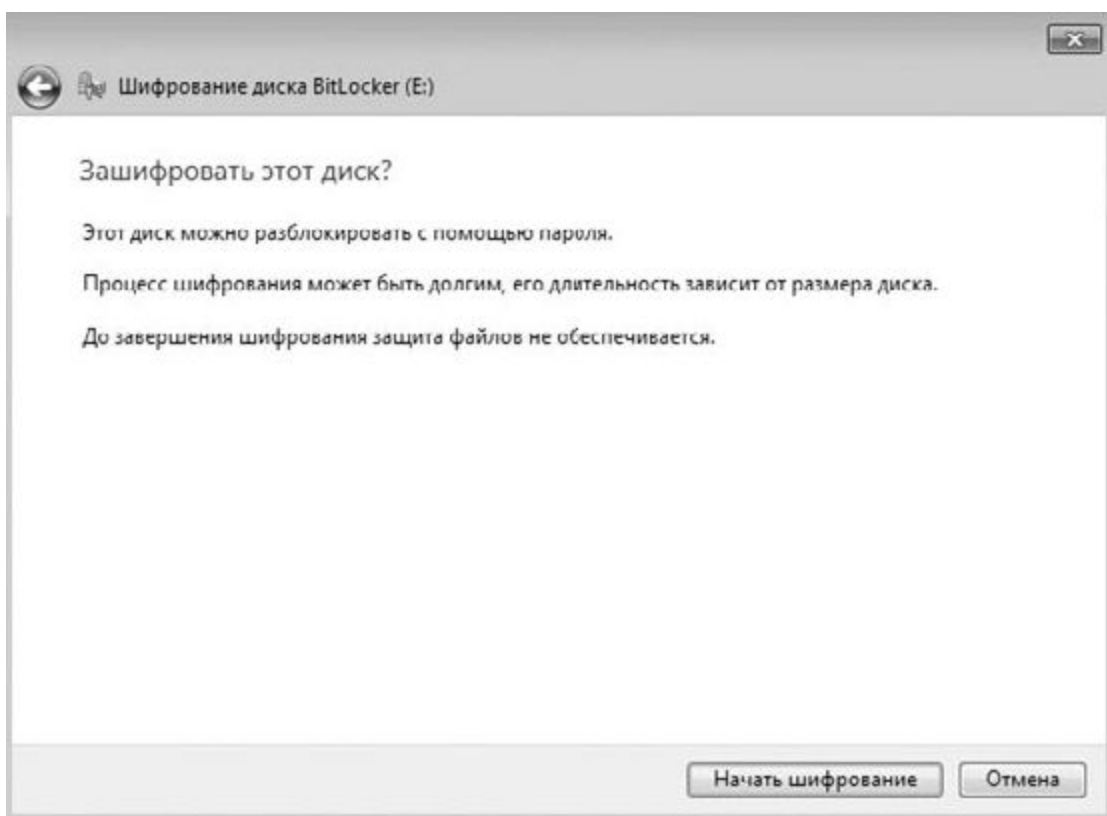 Шифрование диска BitLocker (E:)
Зашифровать этот диск?
Этот диск можно разблокировать с помощью пароля.
Процесс шифрования может быть долгим, его длительность зависит от размера диска.
До завершения шифрования защита файлов не обеспечивается.
Начать шифрование
Отмена